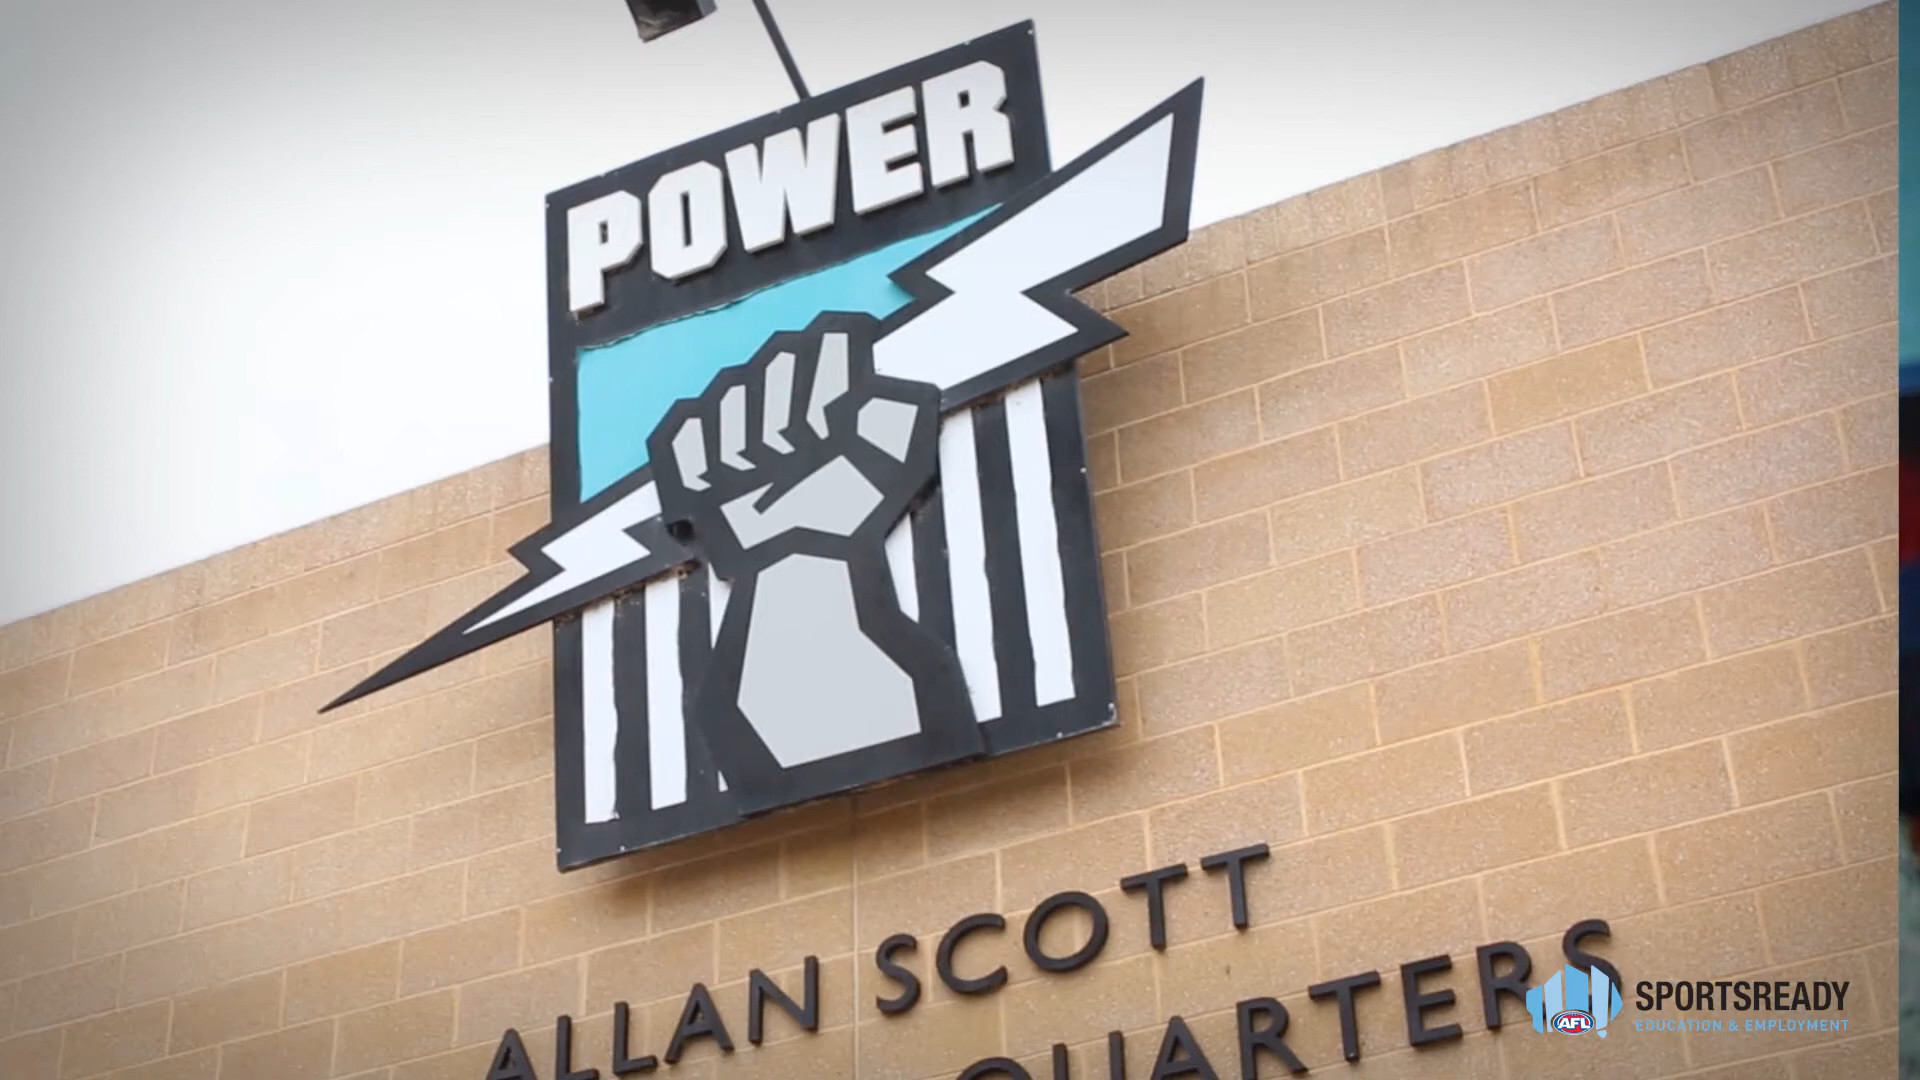 POWER
ALLAN SCOTT
QUARTERS
SPORTSREADY
AFL
EDUCATION & EMPLOYMENT